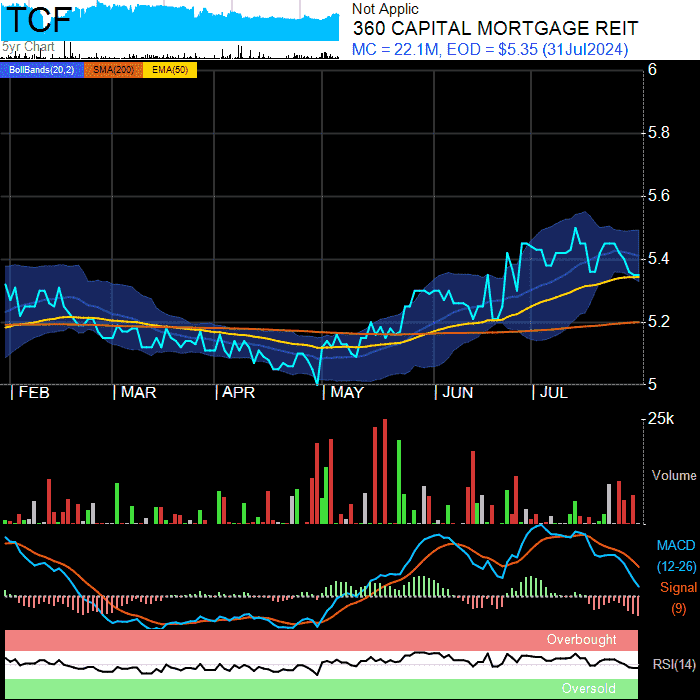 TCF
5yr Chart
Not Applic
360 CAPITAL MORTGAGE REIT
MC = 22.1M, EOD = $5.35 (31Jul2024)
BollBands(20,2) SMA(200) EMA(50)
6
5.8
5.6
5.4
5.2
5
FEB MAR APR MAY JUN JUL
25k
Volume
MACD
(12-26)
Signal
(9)
Overbought
RSI(14)
Oversold